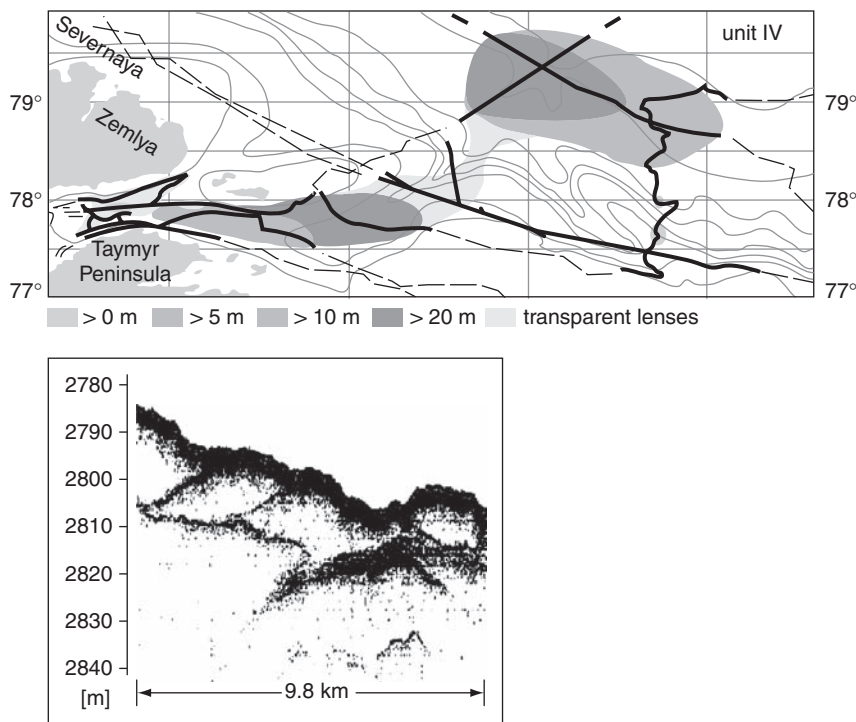 unit IV
Severnaya
Zemlya
Taymyr
Peninsula
79° 79°
78° 78°
77° 77°
> 0 m > 5 m > 10 m > 20 m transparent lenses
2780
2790
2800
2810
2820
2830
2840
[m]
9.8 km